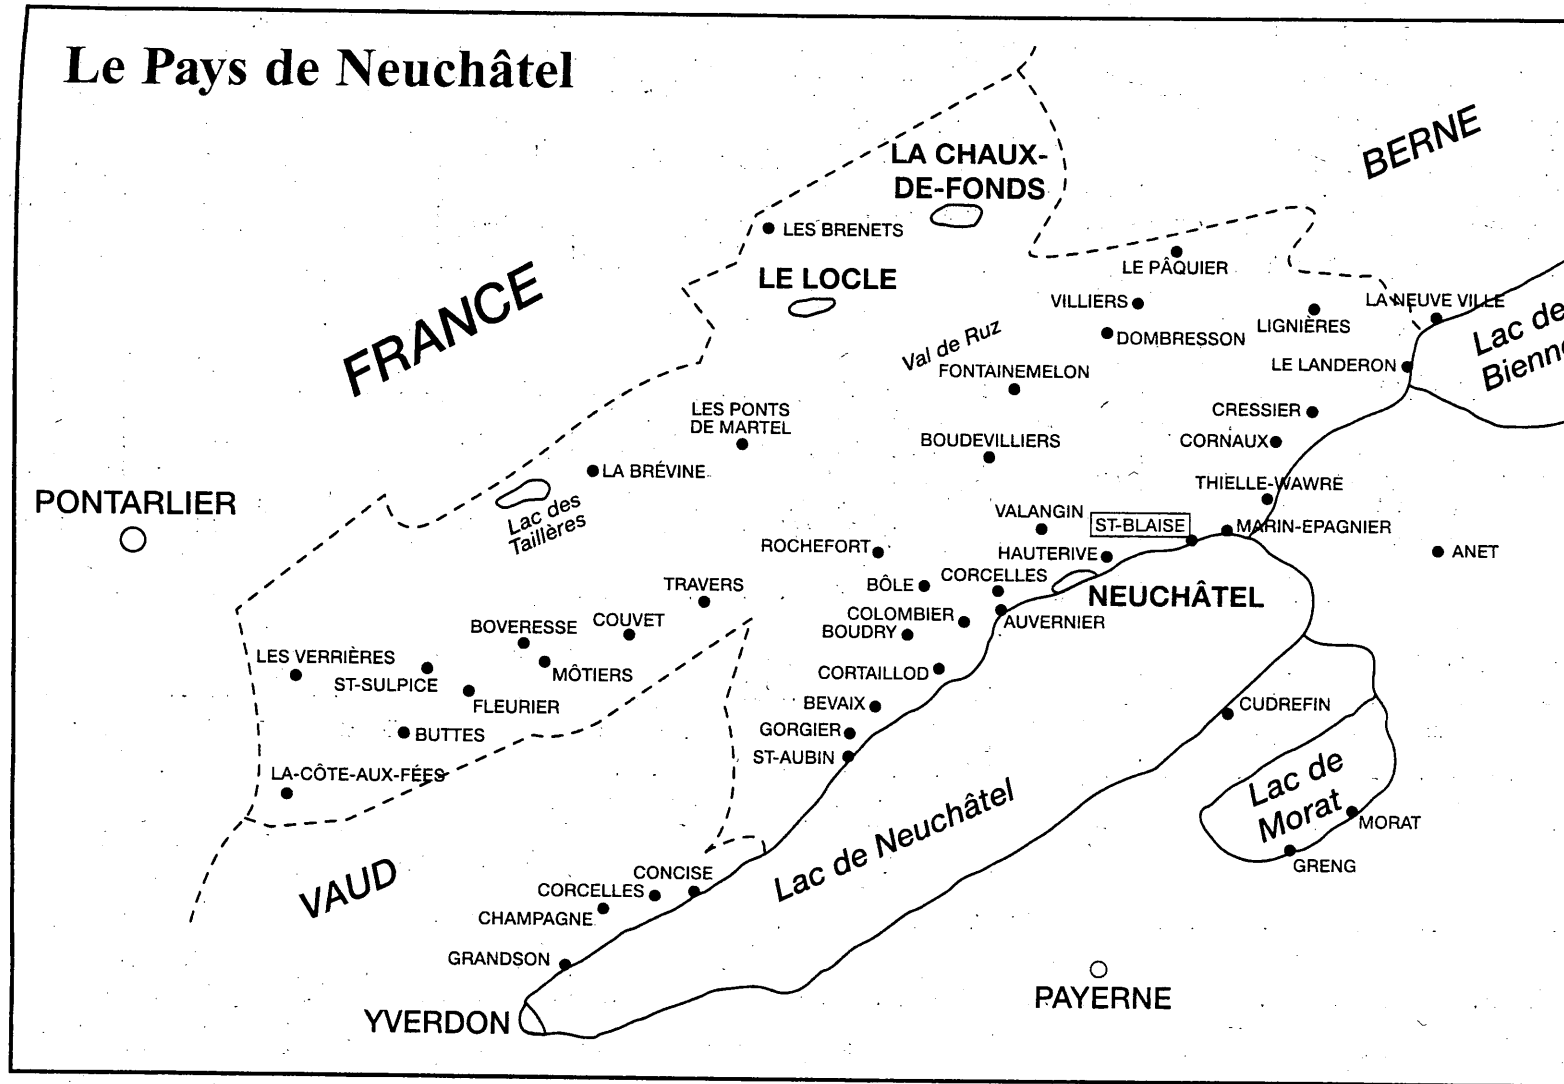 Le Pays de Neuchâtel
BERNE
LA CHAUX-
DE-FONDS
LES BRENETS
LE PÂQUIER
LE LOCLE
FRANCE
VILLIERS
LA NEUVE VILLE
LIGNIÈRES
DOMBRESSON
Lac de
Bienne
Val de Ruz
LE LANDERON
FONTAINEMELON
LES PONTS
DE MARTEL
CRESSIER
BOUDEVILLIERS
CORNAUX
LA BRÉVINE
THIELLE-WAWRE
PONTARLIER
Lac des
Taillères
VALANGIN
ST-BLAISE
MARIN-EPAGNIER
ROCHEFORT
HAUTERIVE
ANET
BÔLE
CORCELLES
TRAVERS
NEUCHÂTEL
COLOMBIER
AUVERNIER
BOVERESSE
COUVET
BOUDRY
LES VERRIÈRES
ST-SULPICE
MÔTIERS
CORTAILLOD
FLEURIER
BEVAIX
CUDREFIN
BUTTES
GORGIER
ST-AUBIN
LA-CÔTE-AUX-FÉES
Lac de
Morat
MORAT
Lac de Neuchâtel
GRENG
VAUD
CONCISE
CORCELLES
CHAMPAGNE
GRANDSON
PAYERNE
YVERDON